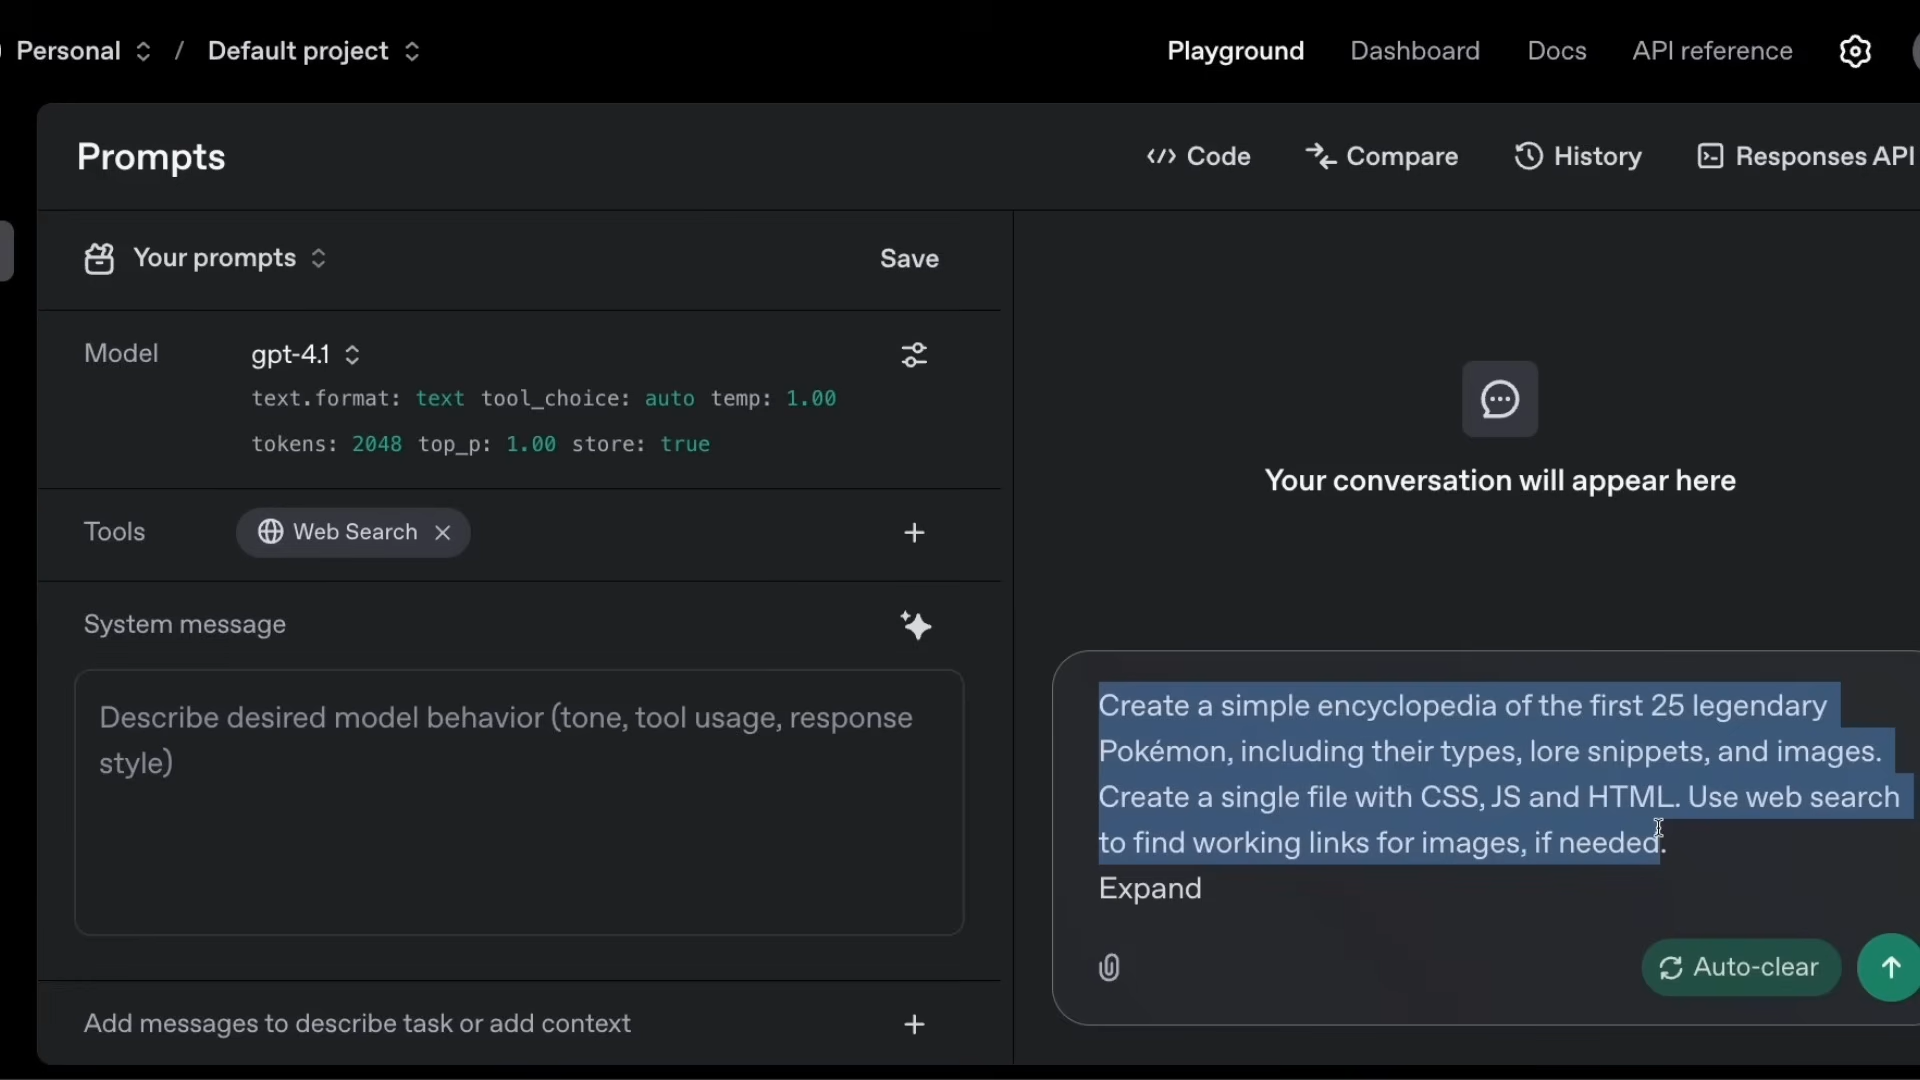 Personal / Default project
Playground Dashboard Docs API reference
Prompts
Code Compare History Responses API
Your prompts
Save
Model gpt-4.1
text.format: text tool_choice: auto temp: 1.00
tokens: 2048 top_p: 1.00 store: true
Tools Web Search
System message
Describe desired model behavior (tone, tool usage, response
style)
Add messages to describe task or add context
Your conversation will appear here
Create a simple encyclopedia of the first 25 legendary
Pokémon, including their types, lore snippets, and images.
Create a single file with CSS, JS and HTML. Use web search
to find working links for images, if needed.
Expand
Auto-clear